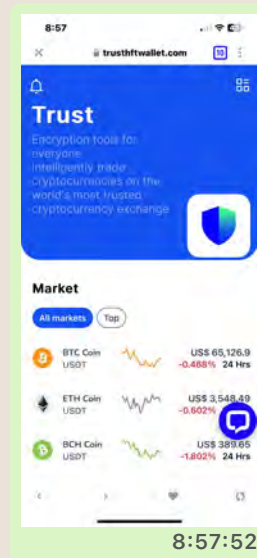 8:57
trusthftwallet.com
10
Trust
Encryption tools for
everyone
Intelligently trade
cryptocurrencies on the
world's most trusted
cryptocurrency exchange
Market
All markets
Top
BTC Coin
US$ 65,126.9
USDT
-0.468% 24 Hrs
ETH Coin
US$ 3,548.49
USDT
-0.602%
BCH Coin
US$ 389.65
USDT
-1.802% 24 Hrs
8:57:52